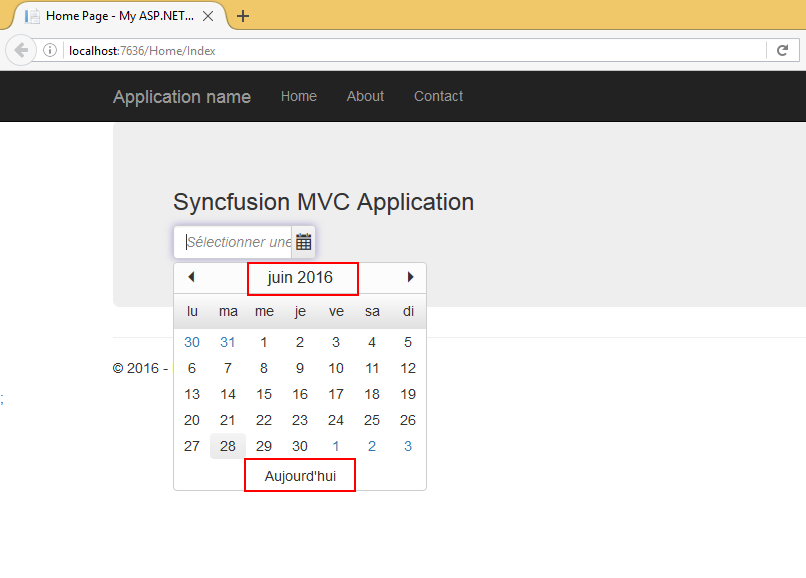 Home Page - My ASP.NET...
localhost:7636/Home/Index
Application name Home About Contact
Syncfusion MVC Application
Sélectionner une
juin 2016
lu ma me je ve sa di
30 31 1 2 3 4 5
6 7 8 9 10 11 12
13 14 15 16 17 18 19
20 21 22 23 24 25 26
27 28 29 30 1 2 3
Aujourd'hui
© 2016 -
;